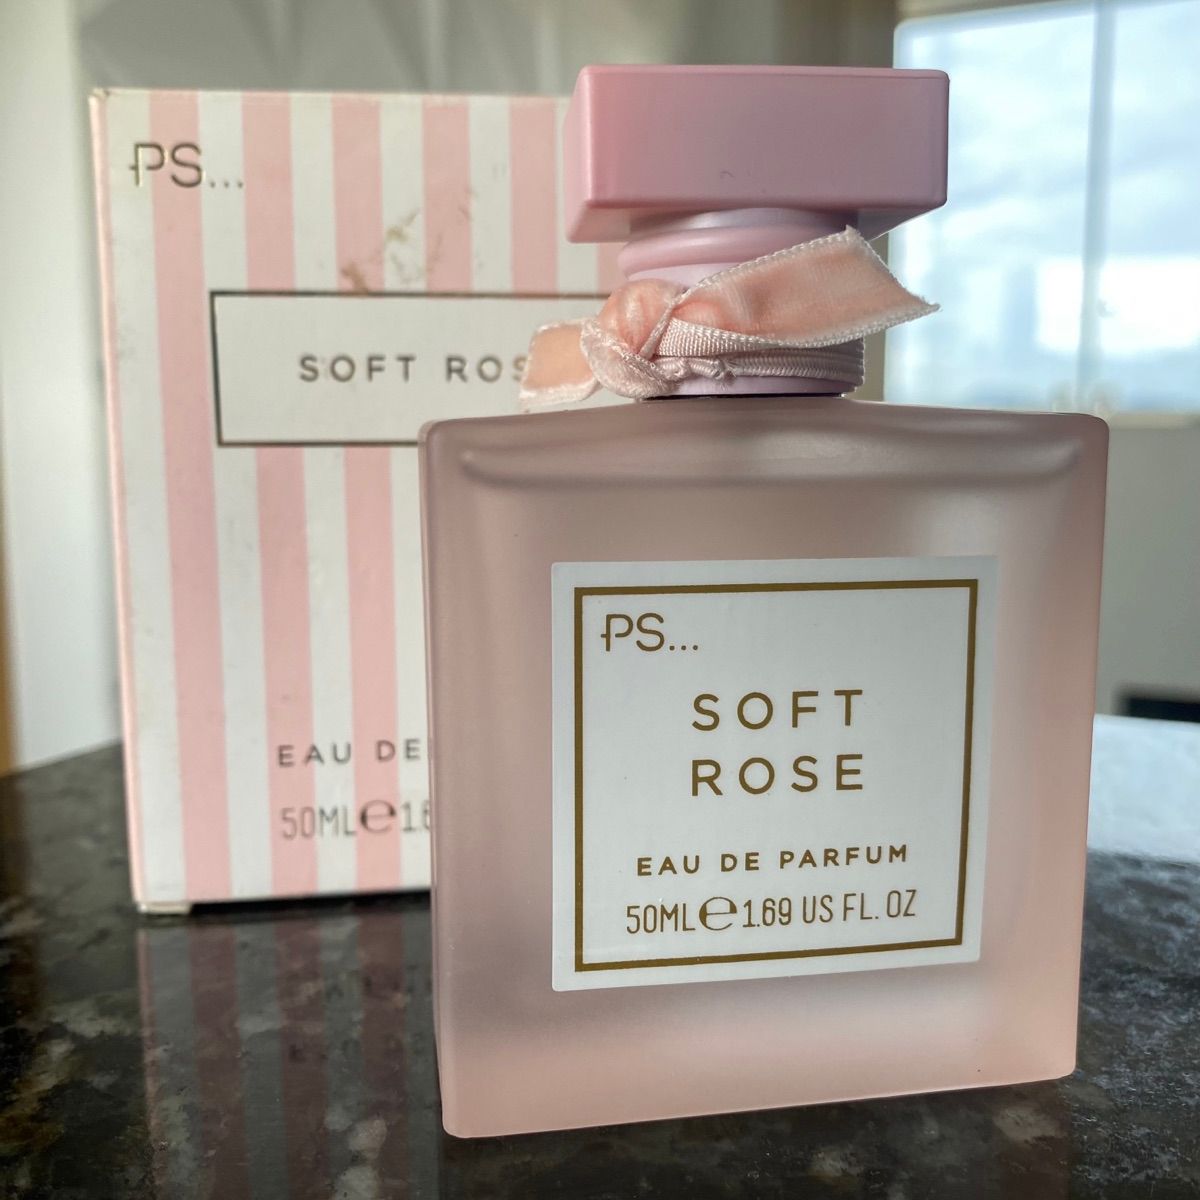 PS...
SOFT ROS
EAU DE
50ML℮1.6
PS...
SOFT
ROSE
EAU DE PARFUM
50ML℮1.69 US FL. OZ